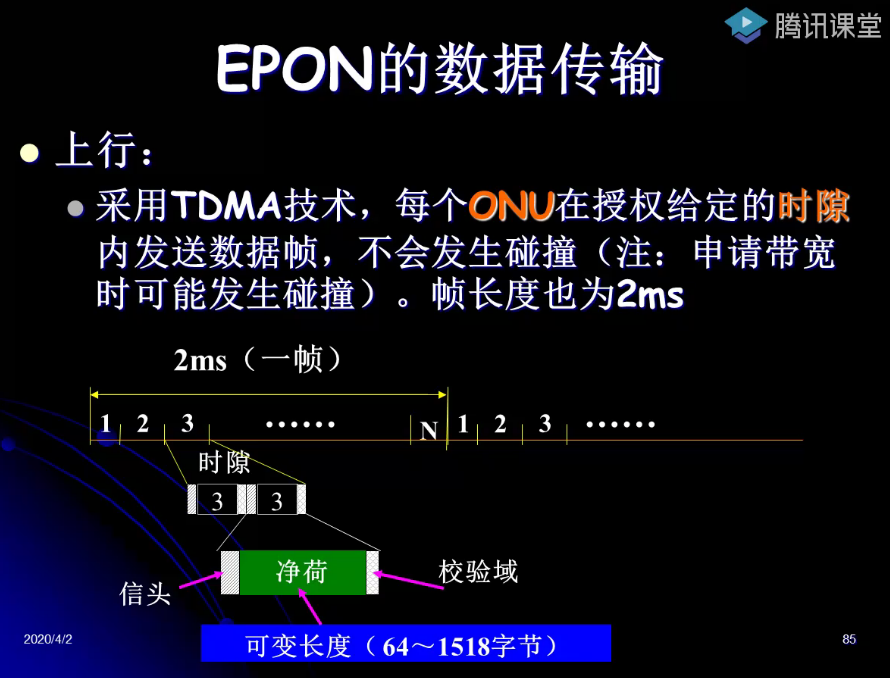 腾讯课堂
EPON的数据传输
上行：
采用TDMA技术，每个ONU在授权给定的时隙
内发送数据帧，不会发生碰撞（注：申请带宽
时可能发生碰撞）。帧长度也为2ms
2ms（一帧）
1 2 3 …… N 1 2 3 ……
时隙
3 3
净荷
信头
校验域
可变长度（64～1518字节）
2020/4/2
85